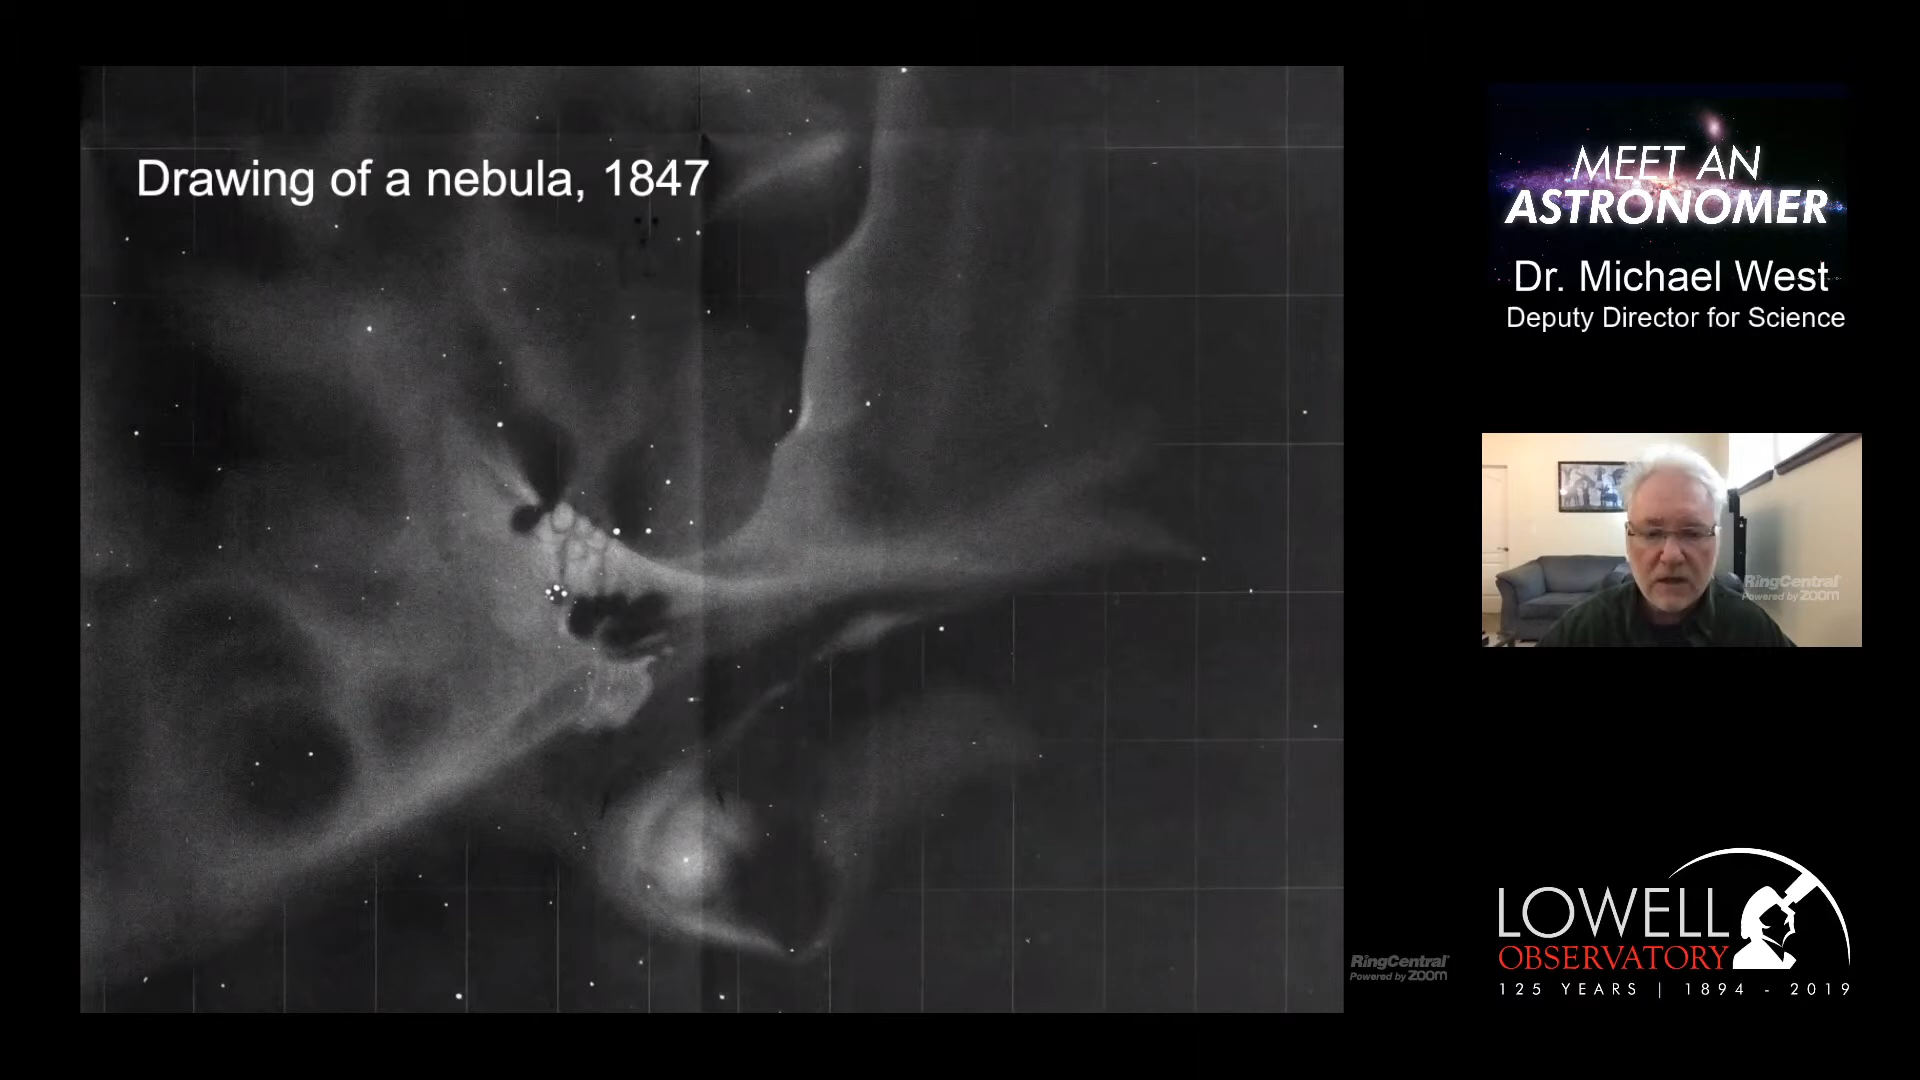 Drawing of a nebula, 1847
MEET AN
ASTRONOMER
Dr. Michael West
Deputy Director for Science
RingCentral
Powered by zoom
RingCentral
Powered by zoom
LOWELL
OBSERVATORY
125 YEARS | 1894 - 2019